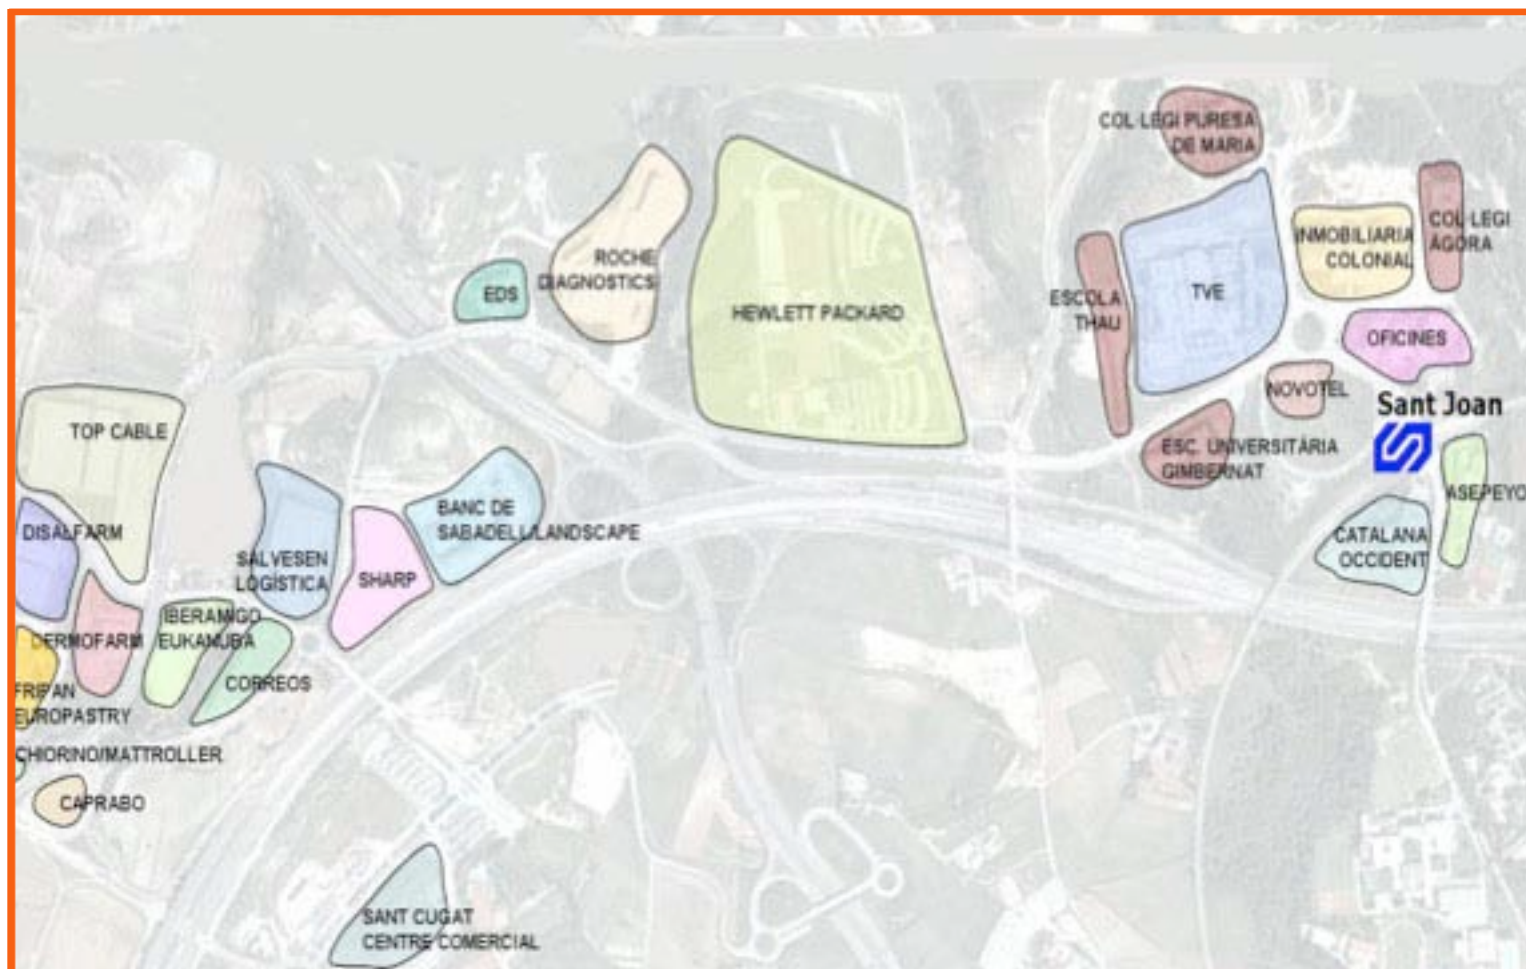 COL·LEGI PURESA
DE MARIA
COL·LEGI
ÀGORA
INMOBILIARIA
COLONIAL
ROCHE
DIAGNOSTICS
EDS
TVE
ESCOLA
THAU
HEWLETT PACKARD
OFICINES
NOVOTEL
Sant Joan
TOP CABLE
ESC. UNIVERSITÀRIA
GIMBERNAT
ASEPEYO
BANC DE
SABADELL/LANDSCAPE
DISALFARM
CATALANA
OCCIDENT
SALVESEN
LOGÍSTICA
SHARP
IBERAMIGO
EUKANUBA
DERMOFARM
CORREOS
FRIPAN
EUROPASTRY
CHIORINO/MATTROLLER
CAPRABO
SANT CUGAT
CENTRE COMERCIAL